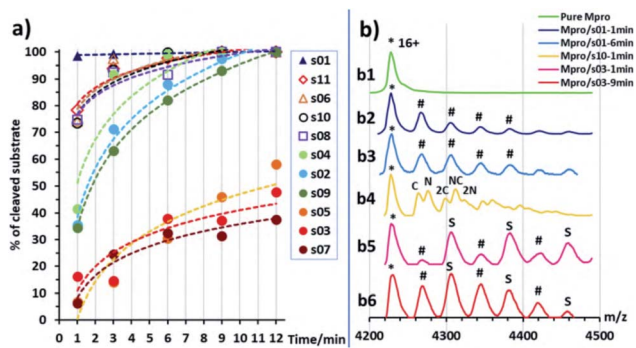 a)
% of cleaved substrate
100
90
80
70
60
50
40
30
20
10
0
0 1 2 3 4 5 6 7 8 9 10 11 12 Time/min
s01
s11
s06
s10
s08
s04
s02
s09
s05
s03
s07
b)
Pure Mpro
Mpro/s01-1min
Mpro/s01-6min
Mpro/s10-1min
Mpro/s03-1min
Mpro/s03-9min
* 16+
b1
* # # # #
b2
* # # # #
b3
* C N 2C NC 2N
b4
* # S # S # S
b5
* # S # S # S
b6
4200 4300 4400 4500 m/z